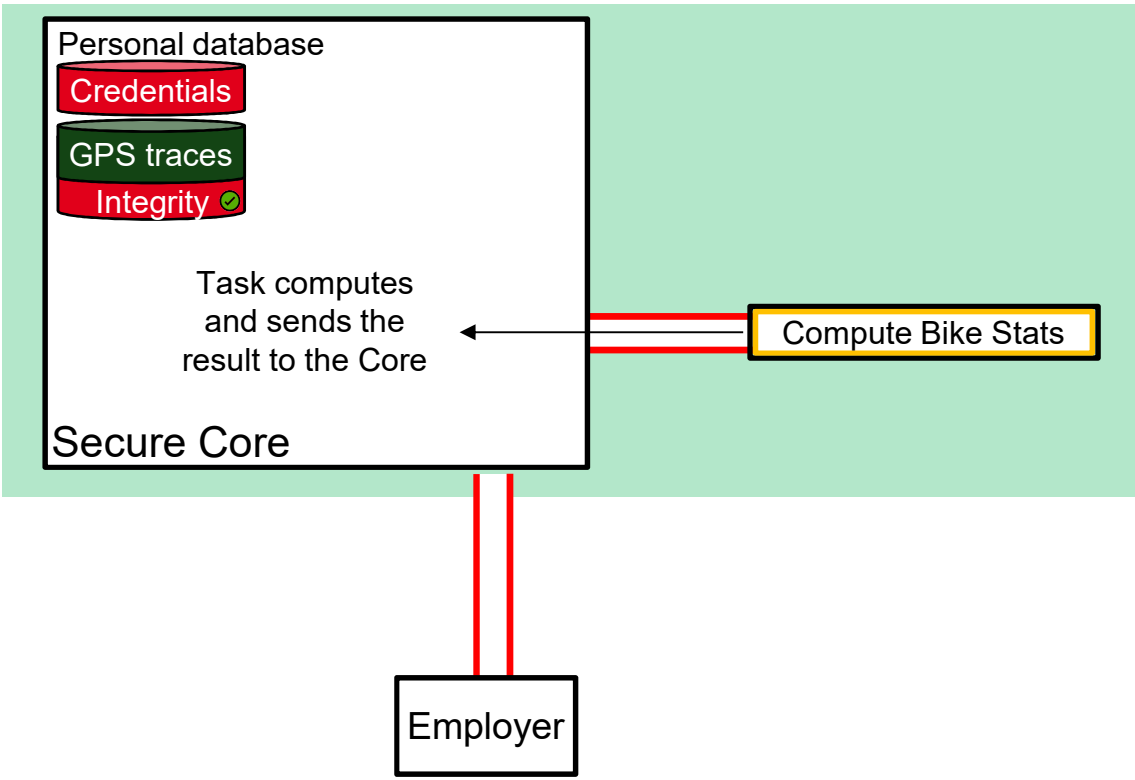 Personal database
Credentials
GPS traces
Integrity
Task computes
and sends the
result to the Core
Compute Bike Stats
Secure Core
Employer